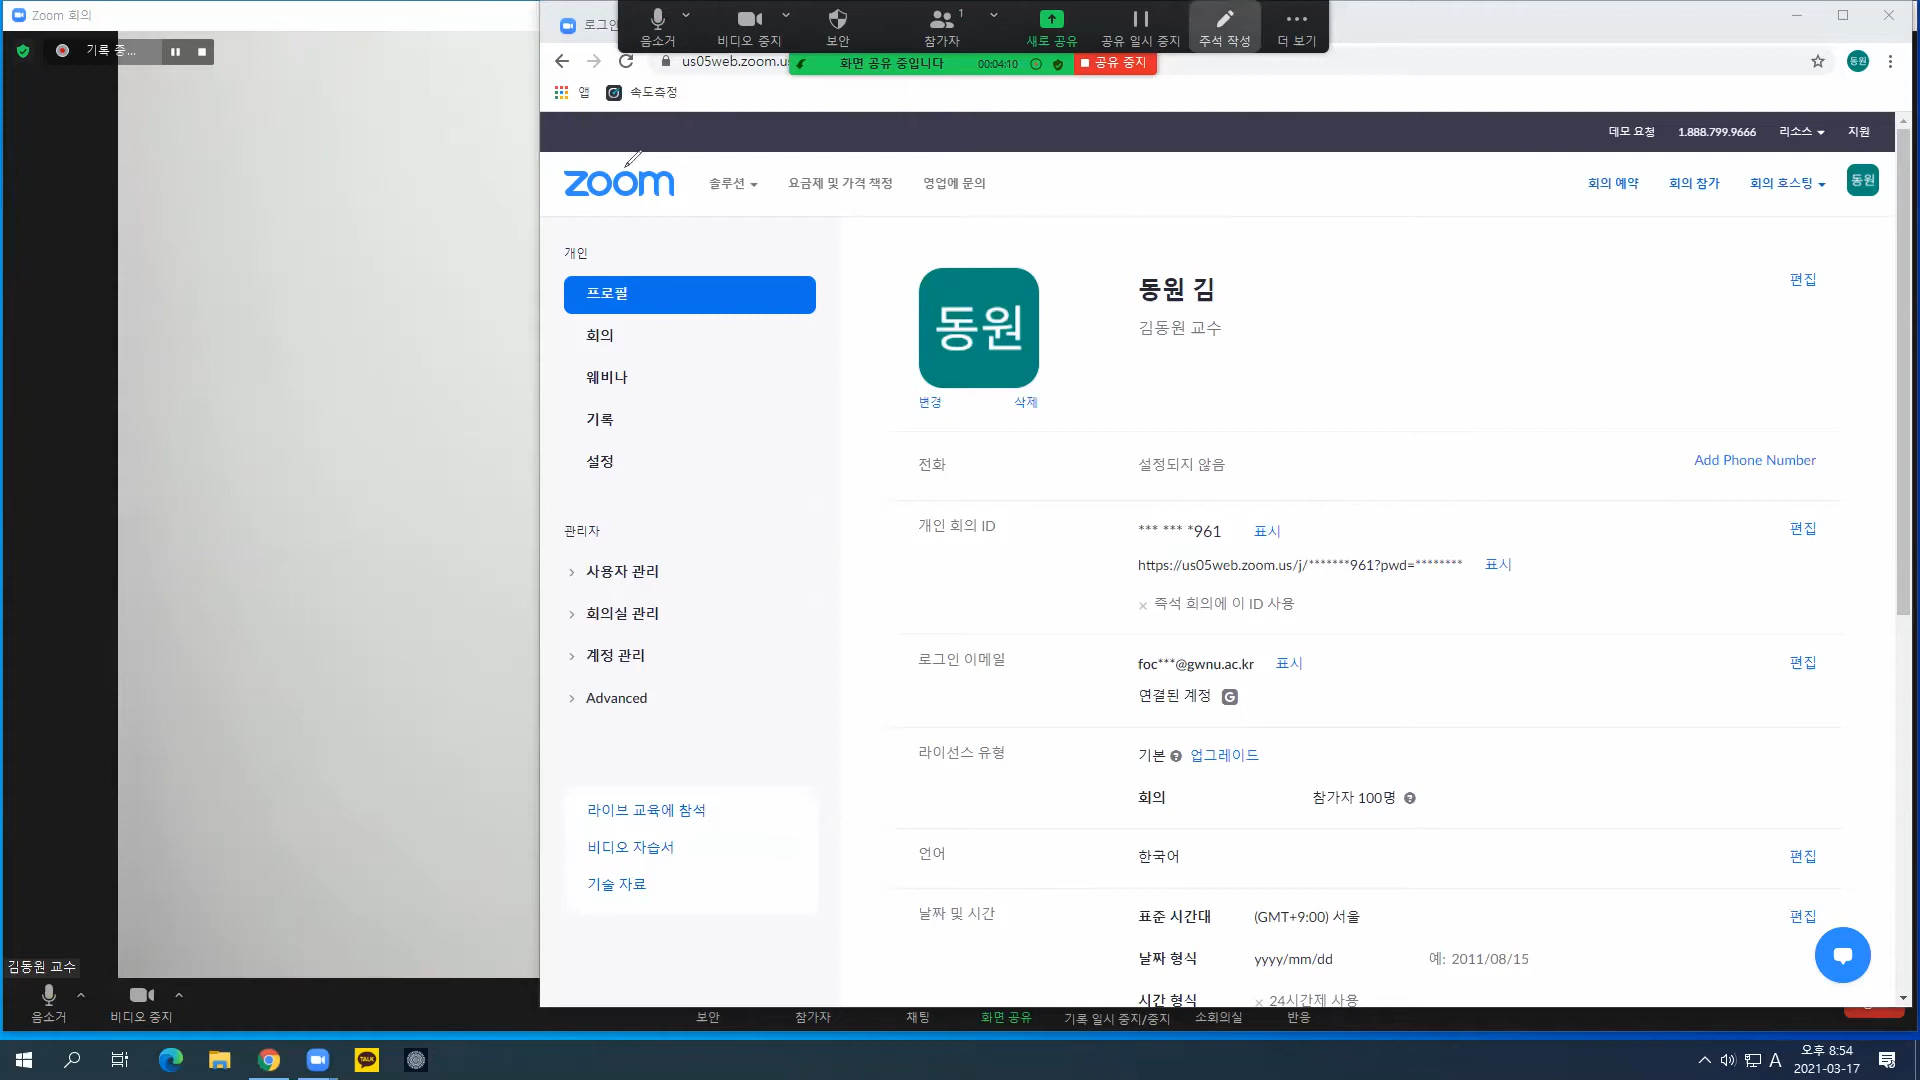 Zoom 회의
기록 중...
로그인
음소거
비디오 중지
보안
참가자
1
새로 공유
공유 일시 중지
주석 작성
더 보기
us05web.zoom.us
화면 공유 중입니다
00:04:10
공유 중지
동원
앱
속도측정
데모 요청
1.888.799.9666
리소스
지원
zoom
솔루션
요금제 및 가격 책정
영업에 문의
회의 예약
회의 참가
회의 호스팅
동원
개인
프로필
회의
웨비나
기록
설정
관리자
사용자 관리
회의실 관리
계정 관리
Advanced
라이브 교육에 참석
비디오 자습서
기술 자료
동원
변경
삭제
동원 김
김동원 교수
편집
전화
설정되지 않음
Add Phone Number
개인 회의 ID
*** *** *961
표시
편집
https://us05web.zoom.us/j/*******961?pwd=********
표시
× 즉석 회의에 이 ID 사용
로그인 이메일
foc***@gwnu.ac.kr
표시
편집
연결된 계정
라이선스 유형
기본
업그레이드
회의
참가자 100명
언어
한국어
편집
날짜 및 시간
표준 시간대
(GMT+9:00) 서울
편집
날짜 형식
yyyy/mm/dd
예: 2011/08/15
시간 형식
× 24시간제 사용
김동원 교수
음소거
비디오 중지
보안
참가자
채팅
화면 공유
기록 일시 중지/중지
소회의실
반응
TALK
A
오후 8:54
2021-03-17